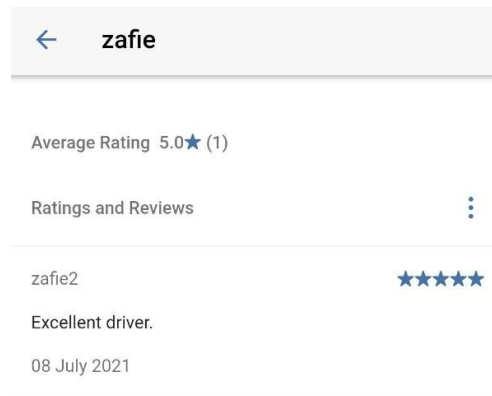 zafie
Average Rating 5.0★ (1)
Ratings and Reviews
zafie2 ★★★★★
Excellent driver.
08 July 2021